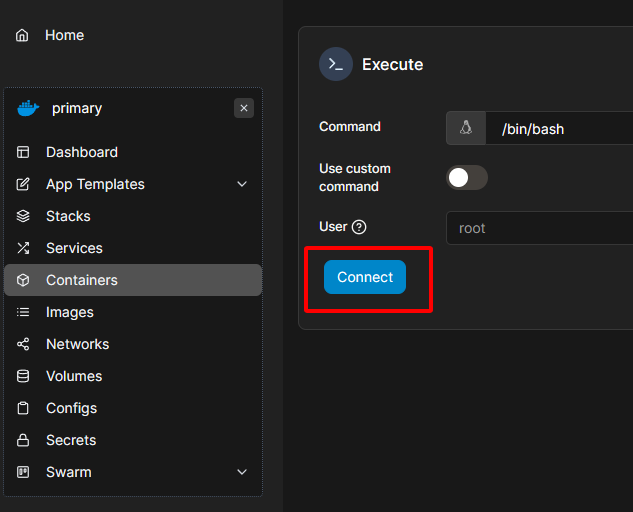 Home
primary
Dashboard
App Templates
Stacks
Services
Containers
Images
Networks
Volumes
Configs
Secrets
Swarm
Execute
Command
/bin/bash
Use custom
command
User
root
Connect